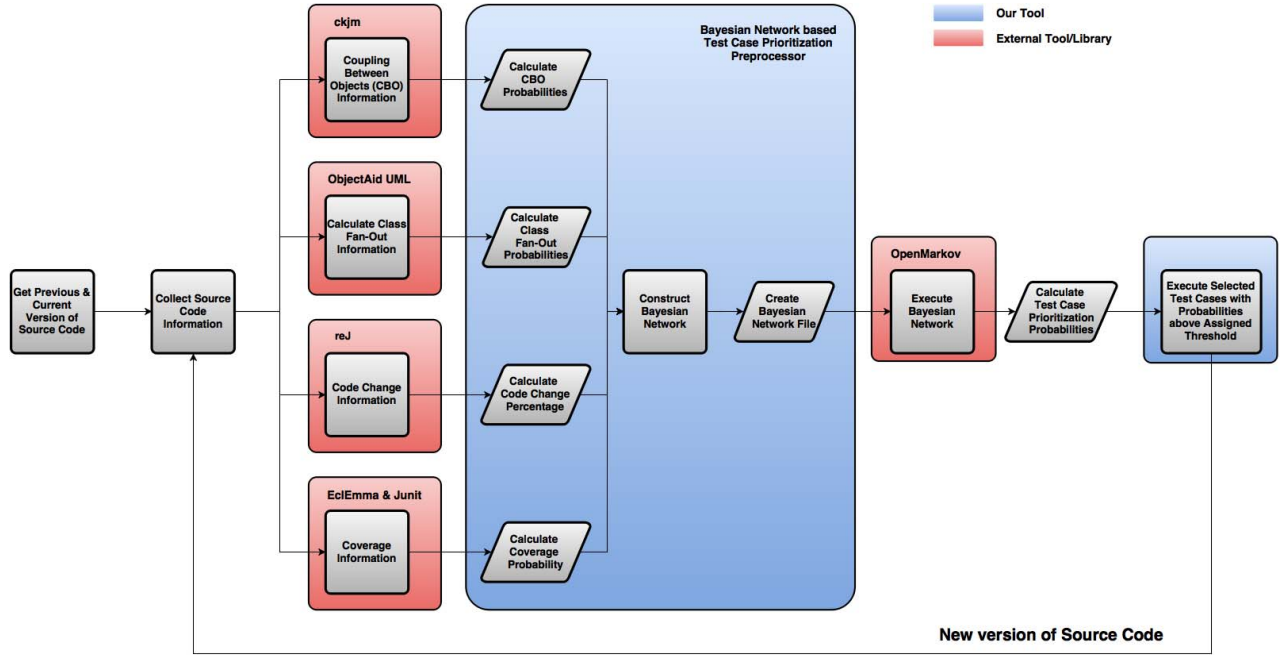 Our Tool
External Tool/Library
Bayesian Network based
Test Case Prioritization
Preprocessor
ckjm
Coupling
Between
Objects (CBO)
Information
Calculate
CBO
Probabilities
ObjectAid UML
Calculate Class
Fan-Out
Information
Calculate
Class
Fan-Out
Probabilities
Get Previous &
Current
Version of
Source Code
Collect Source
Code
Information
reJ
Code Change
Information
Calculate
Code Change
Percentage
EclEmma & Junit
Coverage
Information
Calculate
Coverage
Probability
Construct
Bayesian
Network
Create
Bayesian
Network File
OpenMarkov
Execute
Bayesian
Network
Calculate
Test Case
Prioritization
Probabilities
Execute Selected
Test Cases with
Probabilities
above Assigned
Threshold
New version of Source Code